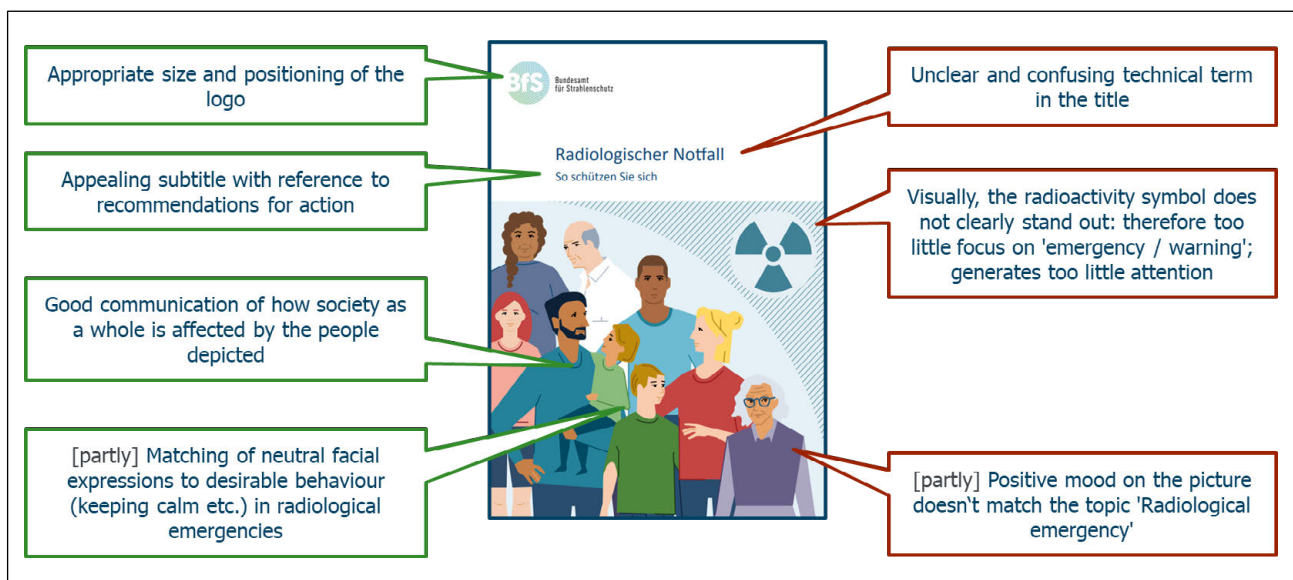 Appropriate size and positioning of the
logo
Appealing subtitle with reference to
recommendations for action
Good communication of how society as
a whole is affected by the people
depicted
[partly] Matching of neutral facial
expressions to desirable behaviour
(keeping calm etc.) in radiological
emergencies
BfS
Bundesamt
für Strahlenschutz
Radiologischer Notfall
So schützen Sie sich
Unclear and confusing technical term
in the title
Visually, the radioactivity symbol does
not clearly stand out: therefore too
little focus on 'emergency / warning';
generates too little attention
[partly] Positive mood on the picture
doesn't match the topic 'Radiological
emergency'